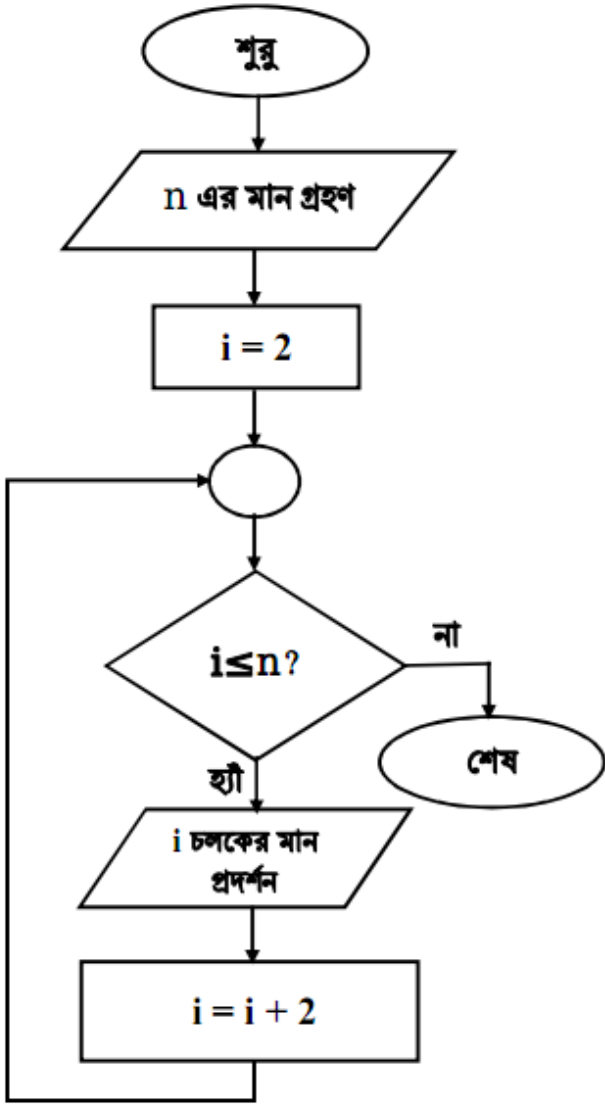 শুরু
n এর মান গ্রহণ
i = 2
i≤n?
না
শেষ
হ্যাঁ
i চলকের মান
প্রদর্শন
i = i + 2